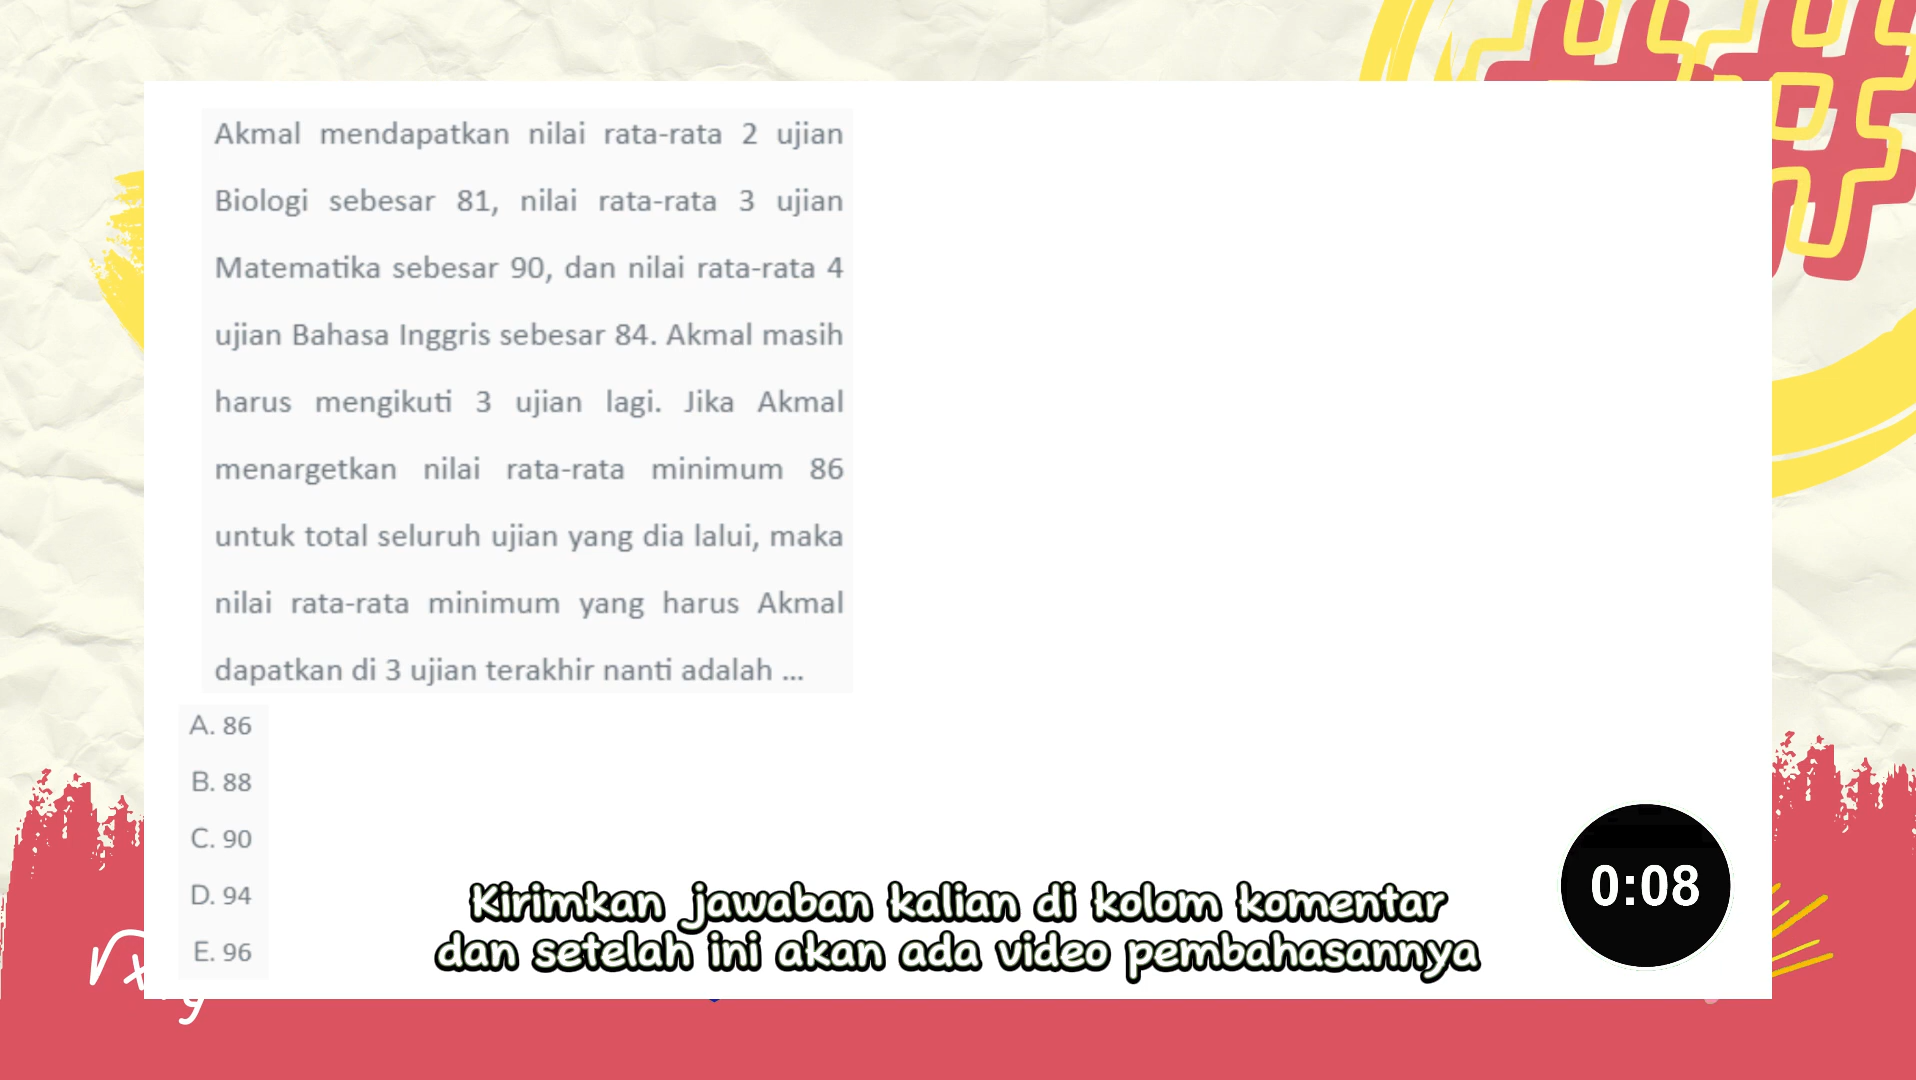 Akmal mendapatkan nilai rata-rata 2 ujian
Biologi sebesar 81, nilai rata-rata 3 ujian
Matematika sebesar 90, dan nilai rata-rata 4
ujian Bahasa Inggris sebesar 84. Akmal masih
harus mengikuti 3 ujian lagi. Jika Akmal
menargetkan nilai rata-rata minimum 86
untuk total seluruh ujian yang dia lalui, maka
nilai rata-rata minimum yang harus Akmal
dapatkan di 3 ujian terakhir nanti adalah ...
A. 86
B. 88
C. 90
D. 94
E. 96
Kirimkan jawaban kalian di kolom komentar
dan setelah ini akan ada video pembahasannya
0:08